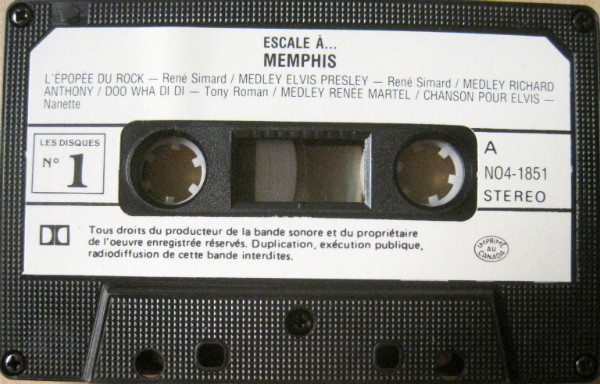 ESCALE À...
MEMPHIS
L'ÉPOPÉE DU ROCK — René Simard / MEDLEY ELVIS PRESLEY — René Simard / MEDLEY RICHARD
ANTHONY / DOO WHA DI DI — Tony Roman / MEDLEY RENÉE MARTEL / CHANSON POUR ELVIS —
Nanette
LES DISQUES
N° 1
A
NO4-1851
STEREO
Tous droits du producteur de la bande sonore et du propriétaire
de l'oeuvre enregistrée réservés. Duplication, exécution publique,
radiodiffusion de cette bande interdites.
IMPRIMÉ
AU
CANADA